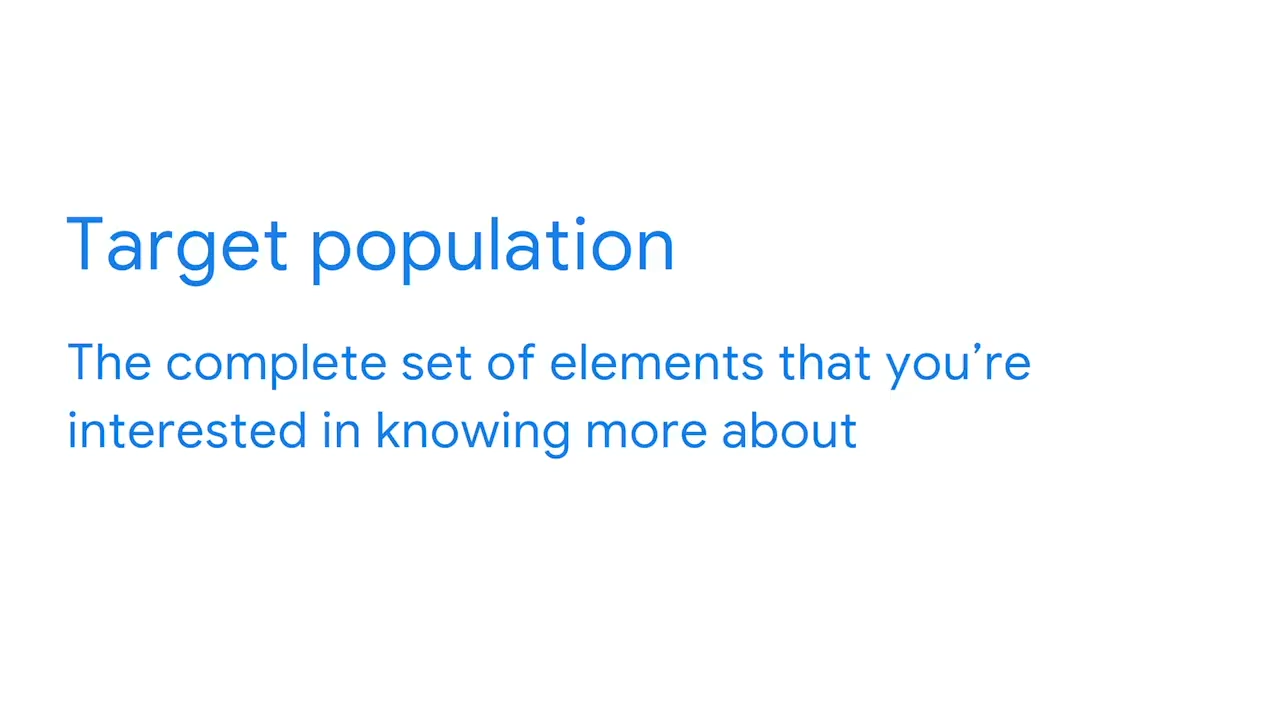 Target population
The complete set of elements that you’re
interested in knowing more about